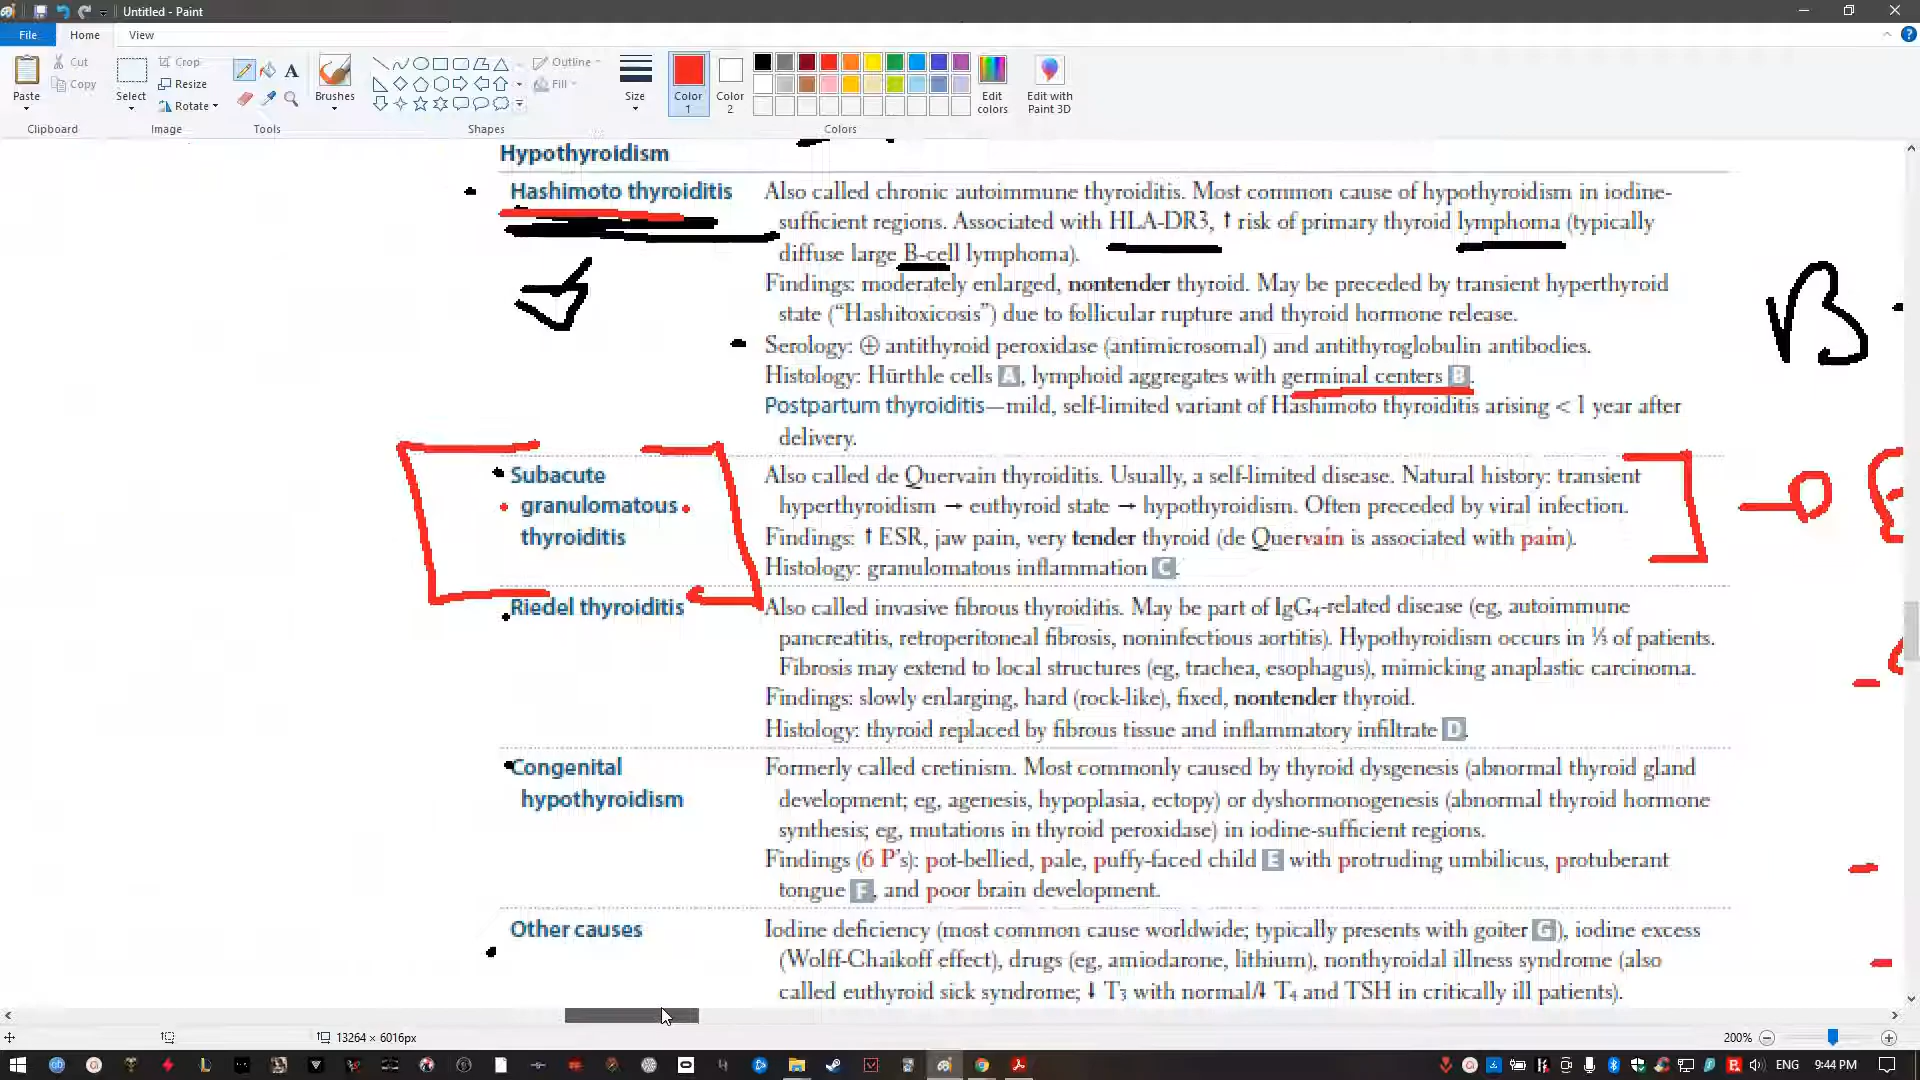 Untitled - Paint
File Home View
Paste
Cut
Copy
Clipboard
Select
Crop
Resize
Rotate
Image
Tools
Brushes
Shapes
Outline
Fill
Size
Color 1
Color 2
Edit colors
Edit with Paint 3D
Colors
Hypothyroidism
Hashimoto thyroiditis
Also called chronic autoimmune thyroiditis. Most common cause of hypothyroidism in iodine-
sufficient regions. Associated with HLA-DR3, ↑ risk of primary thyroid lymphoma (typically
diffuse large B-cell lymphoma).
Findings: moderately enlarged, nontender thyroid. May be preceded by transient hyperthyroid
state (“Hashitoxicosis”) due to follicular rupture and thyroid hormone release.
Serology: ⊕ antithyroid peroxidase (antimicrosomal) and antithyroglobulin antibodies.
Histology: Hürthle cells A, lymphoid aggregates with germinal centers B.
Postpartum thyroiditis—mild, self-limited variant of Hashimoto thyroiditis arising < 1 year after
delivery.
B
Subacute
granulomatous
thyroiditis
Also called de Quervain thyroiditis. Usually, a self-limited disease. Natural history: transient
hyperthyroidism → euthyroid state → hypothyroidism. Often preceded by viral infection.
Findings: ↑ ESR, jaw pain, very tender thyroid (de Quervain is associated with pain).
Histology: granulomatous inflammation C.
Riedel thyroiditis
Also called invasive fibrous thyroiditis. May be part of IgG₄-related disease (eg, autoimmune
pancreatitis, retroperitoneal fibrosis, noninfectious aortitis). Hypothyroidism occurs in ⅓ of patients.
Fibrosis may extend to local structures (eg, trachea, esophagus), mimicking anaplastic carcinoma.
Findings: slowly enlarging, hard (rock-like), fixed, nontender thyroid.
Histology: thyroid replaced by fibrous tissue and inflammatory infiltrate D.
Congenital
hypothyroidism
Formerly called cretinism. Most commonly caused by thyroid dysgenesis (abnormal thyroid gland
development; eg, agenesis, hypoplasia, ectopy) or dyshormonogenesis (abnormal thyroid hormone
synthesis; eg, mutations in thyroid peroxidase) in iodine-sufficient regions.
Findings (6 P's): pot-bellied, pale, puffy-faced child E with protruding umbilicus, protuberant
tongue F, and poor brain development.
Other causes
Iodine deficiency (most common cause worldwide; typically presents with goiter G), iodine excess
(Wolff-Chaikoff effect), drugs (eg, amiodarone, lithium), nonthyroidal illness syndrome (also
called euthyroid sick syndrome; ↓ T₃ with normal/↓ T₄ and TSH in critically ill patients).
13264 × 6016px
200%
ENG 9:44 PM